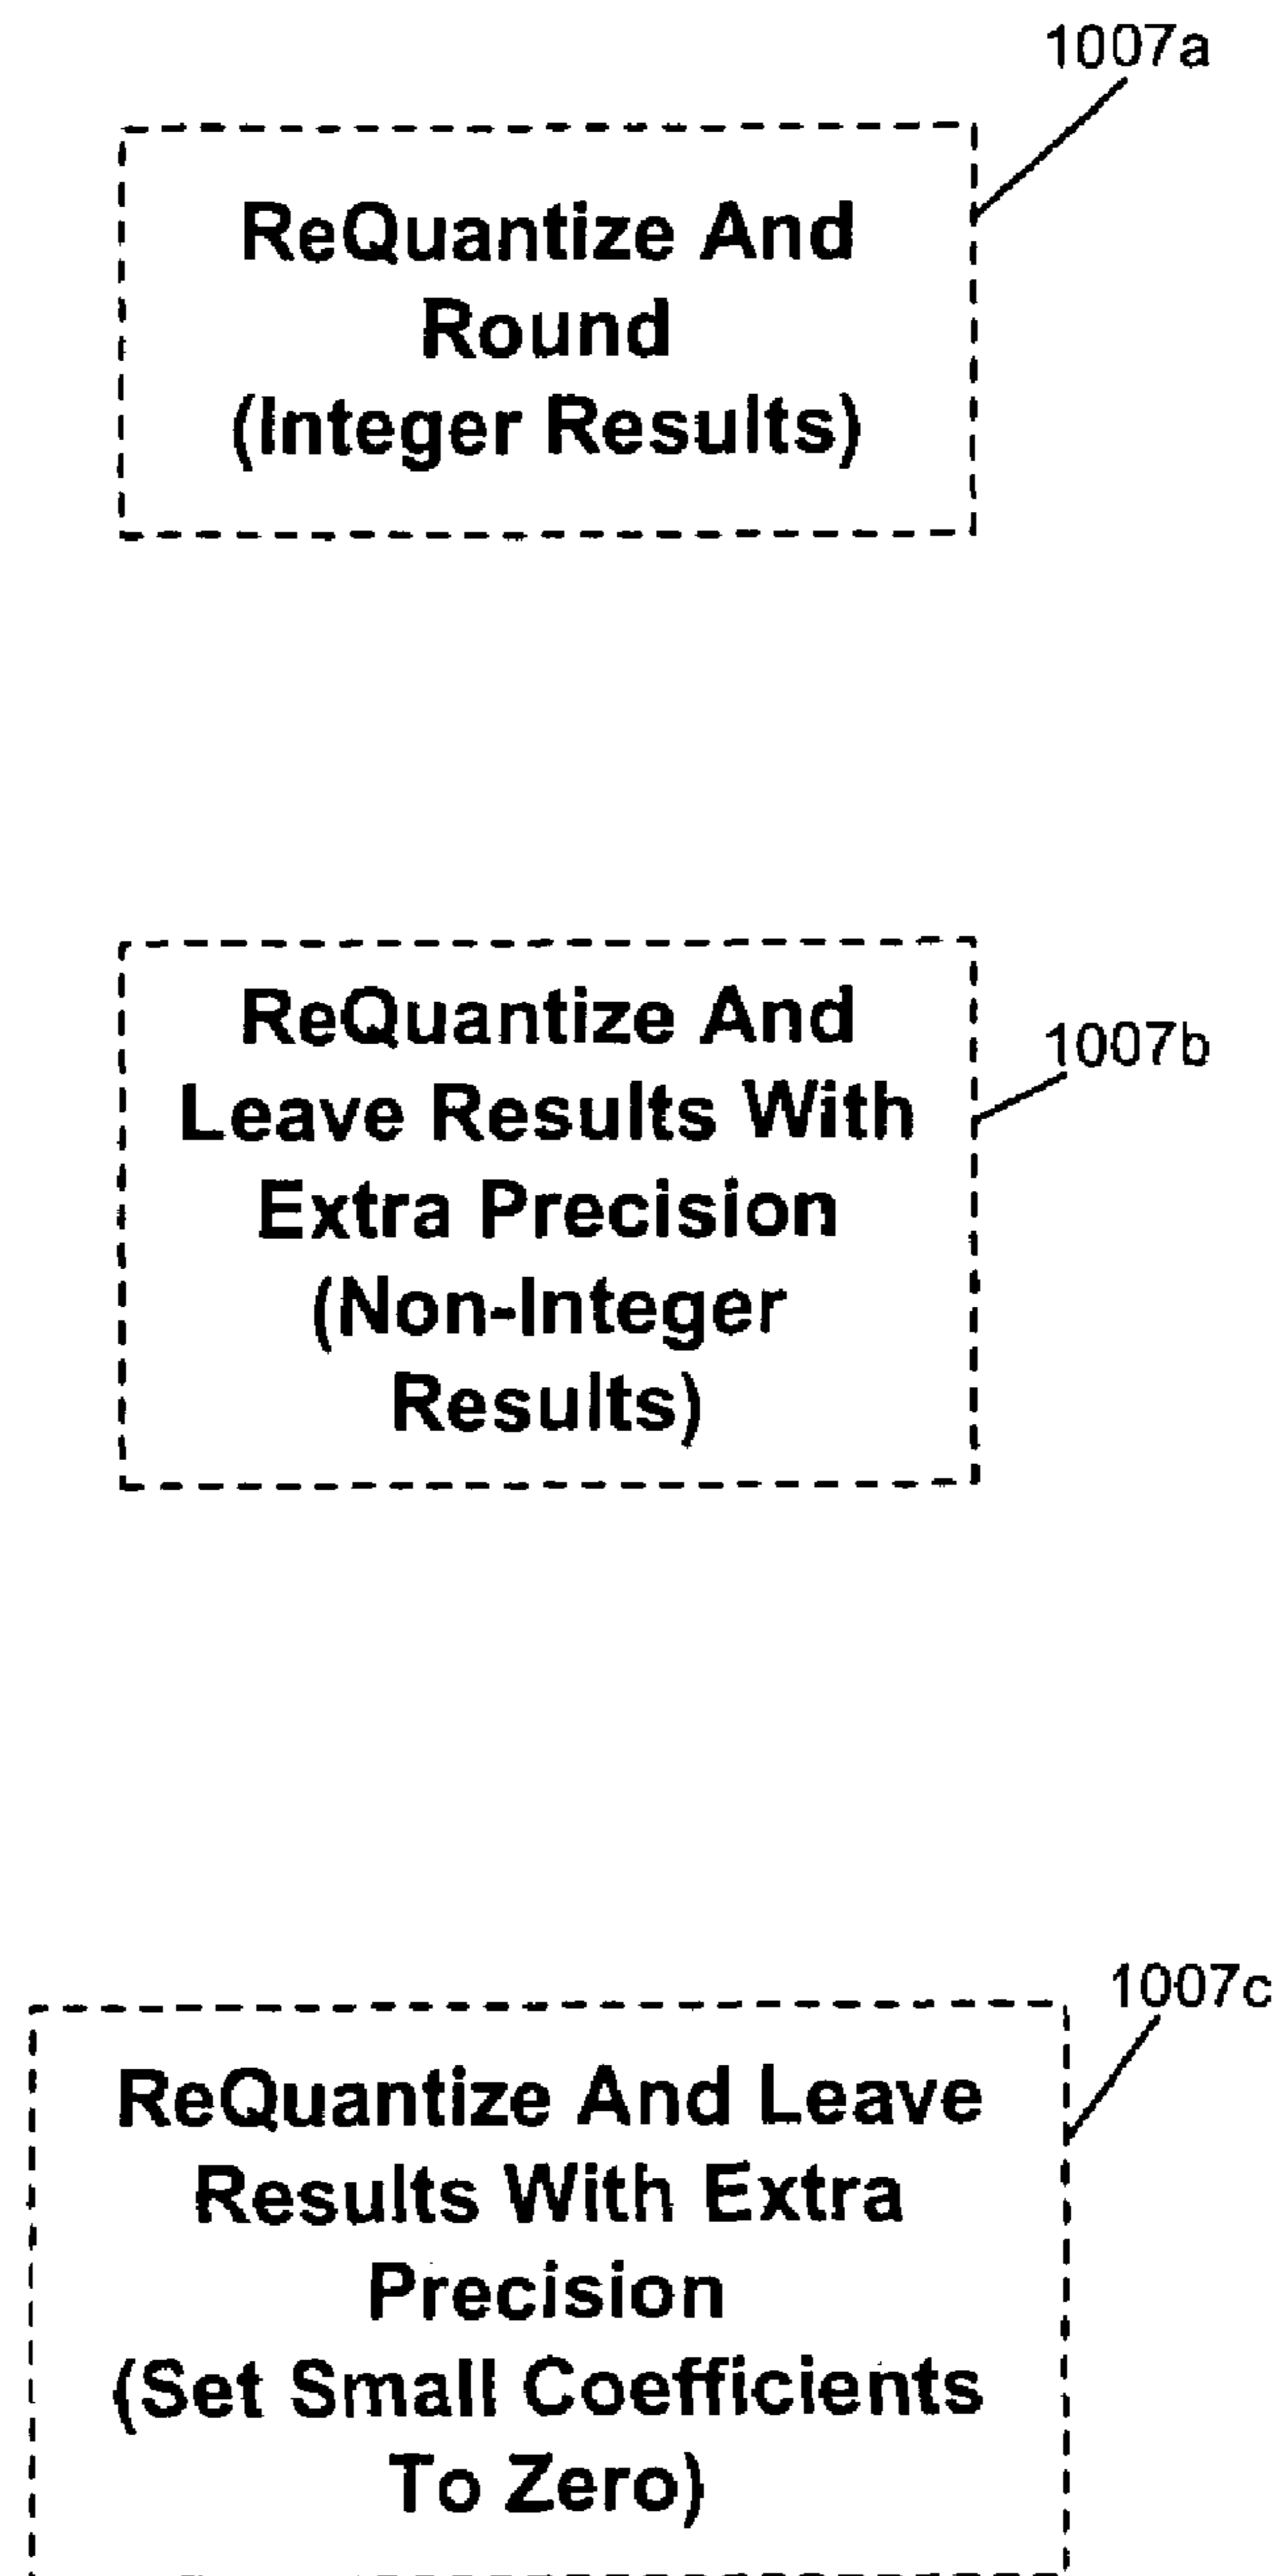 1007a
ReQuantize And
Round
(Integer Results)
ReQuantize And
Leave Results With
Extra Precision
(Non-Integer
Results)
1007b
1007c
ReQuantize And Leave
Results With Extra
Precision
(Set Small Coefficients
To Zero)